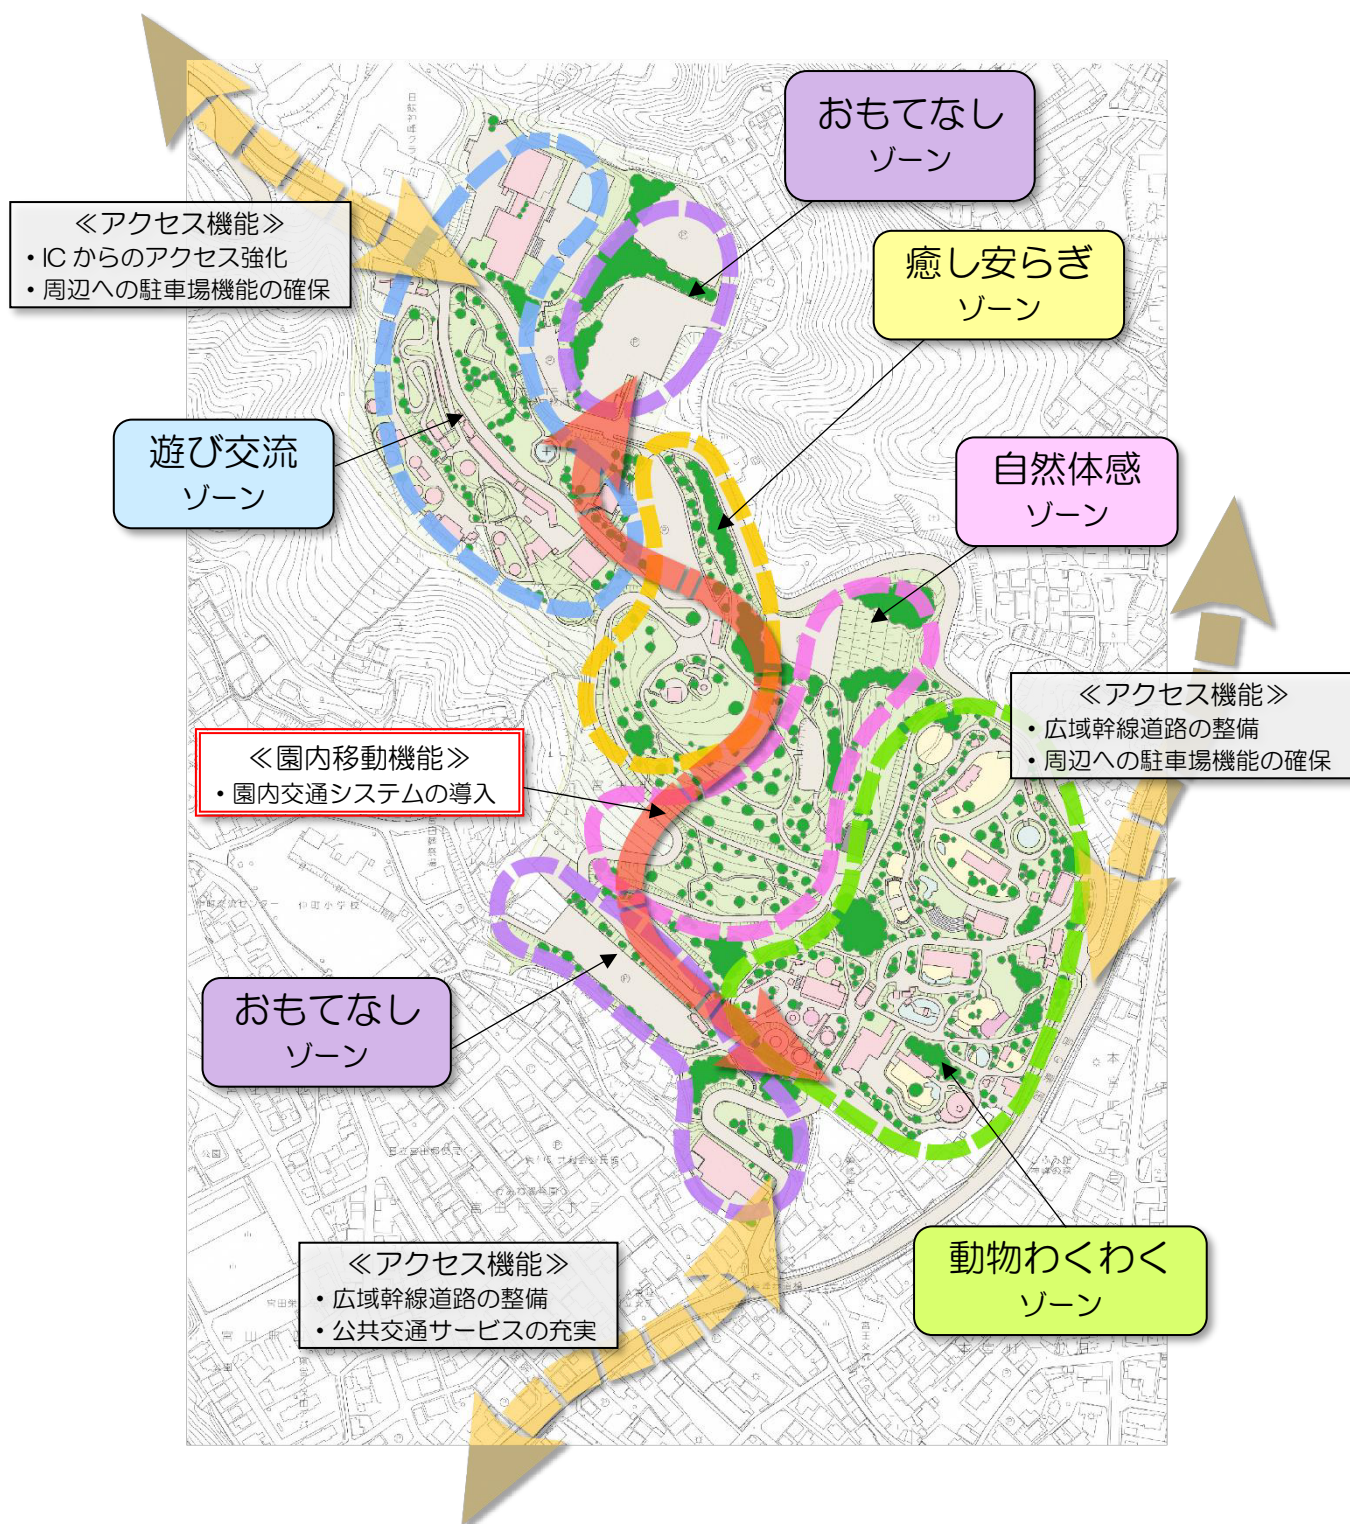 おもてなし
ゾーン
≪アクセス機能≫
・ICからのアクセス強化
・周辺への駐車場機能の確保
癒し安らぎ
ゾーン
遊び交流
ゾーン
自然体感
ゾーン
≪アクセス機能≫
・広域幹線道路の整備
・周辺への駐車場機能の確保
≪園内移動機能≫
・園内交通システムの導入
仲町小学校
おもてなし
ゾーン
≪アクセス機能≫
・広域幹線道路の整備
・公共交通サービスの充実
動物わくわく
ゾーン